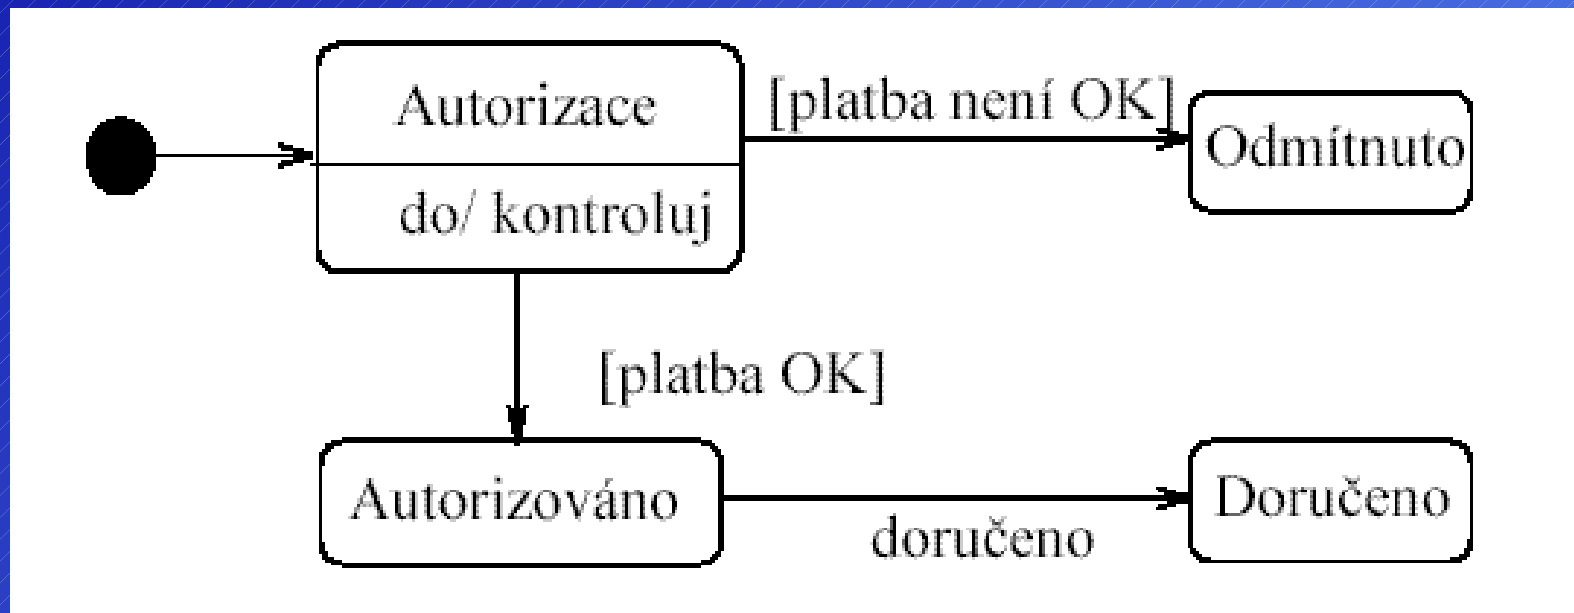 Autorizace
[platba není OK]
Odmítnuto
do/ kontroluj
[platba OK]
Autorizováno
doručeno
Doručeno